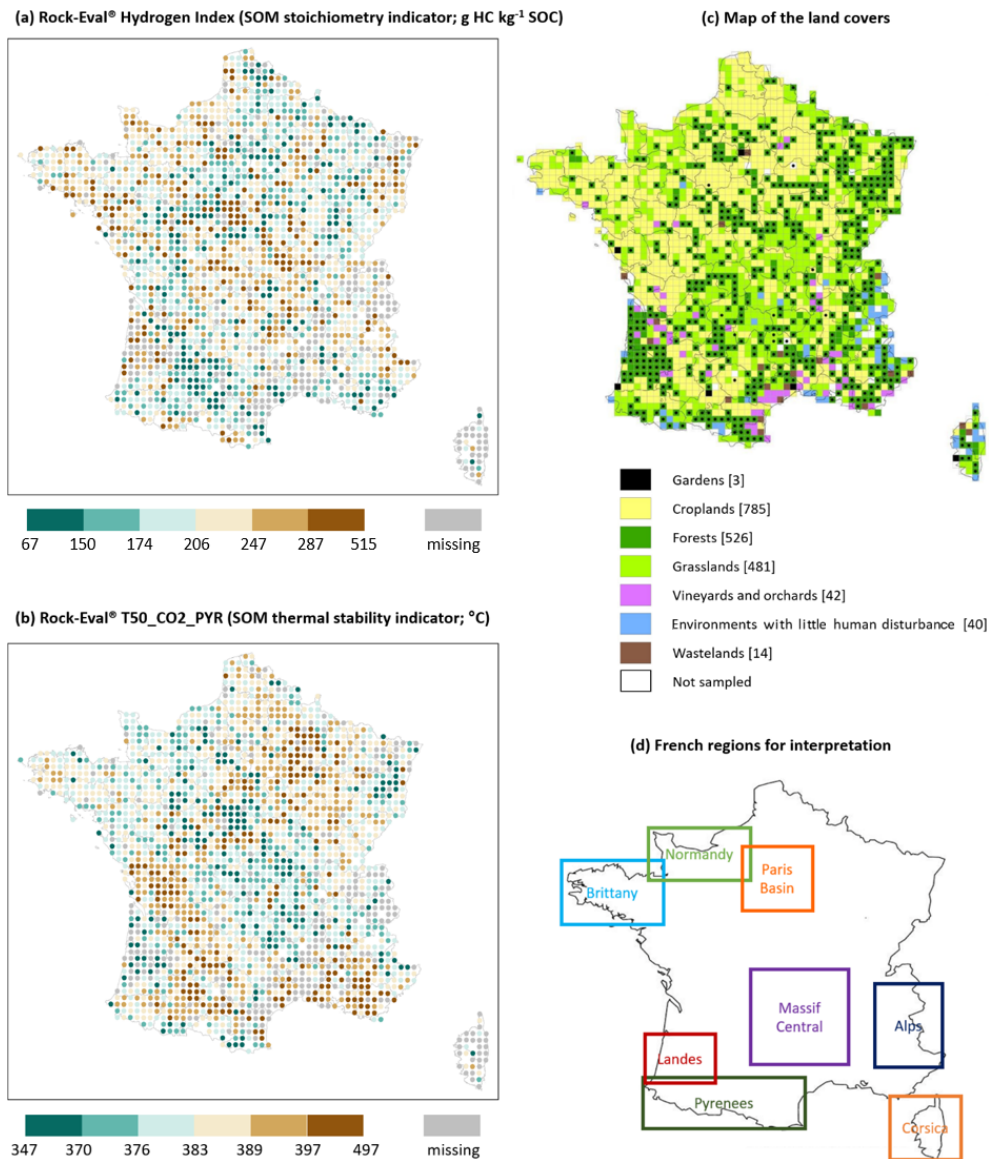 (a) Rock-Eval® Hydrogen Index (SOM stoichiometry indicator; g HC kg⁻¹ SOC)
67 150 174 206 247 287 515 missing
(c) Map of the land covers
Gardens [3]
Croplands [785]
Forests [526]
Grasslands [481]
Vineyards and orchards [42]
Environments with little human disturbance [40]
Wastelands [14]
Not sampled
(b) Rock-Eval® T50_CO2_PYR (SOM thermal stability indicator; °C)
347 370 376 383 389 397 497 missing
(d) French regions for interpretation
Normandy
Paris
Basin
Brittany
Massif
Central
Alps
Landes
Pyrenees
Corsica